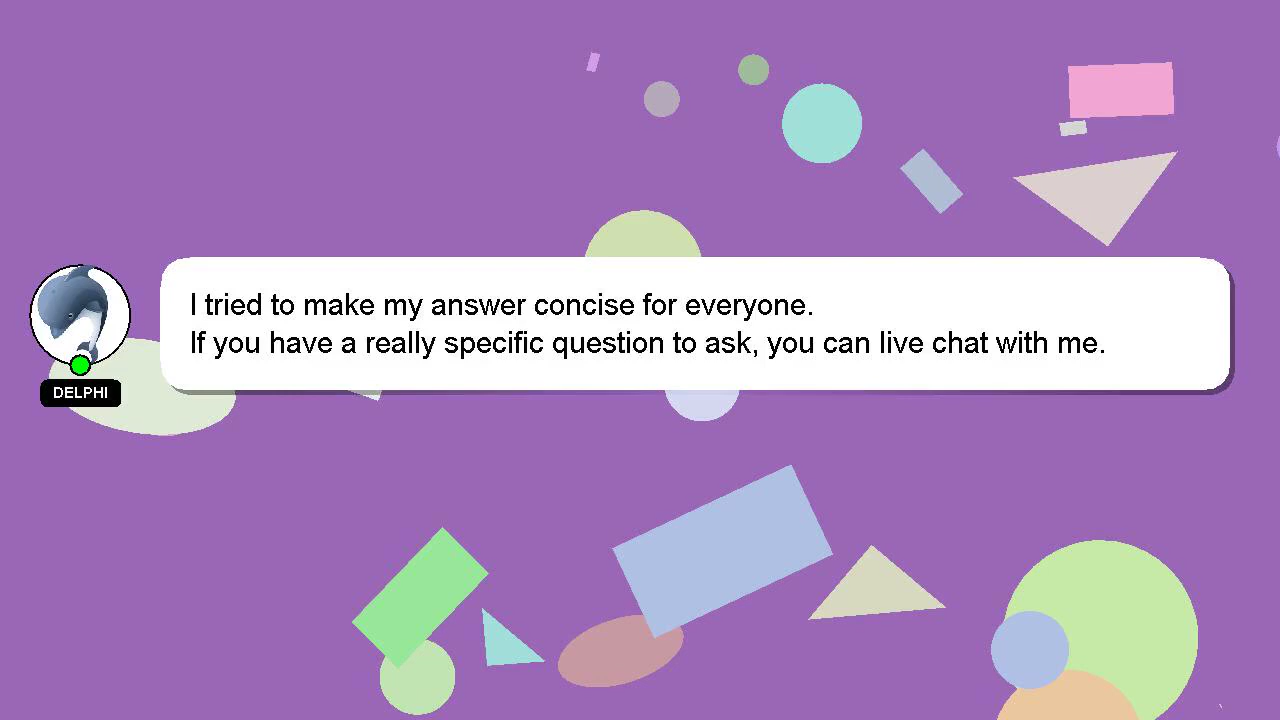 I tried to make my answer concise for everyone.
If you have a really specific question to ask, you can live chat with me.
DELPHI